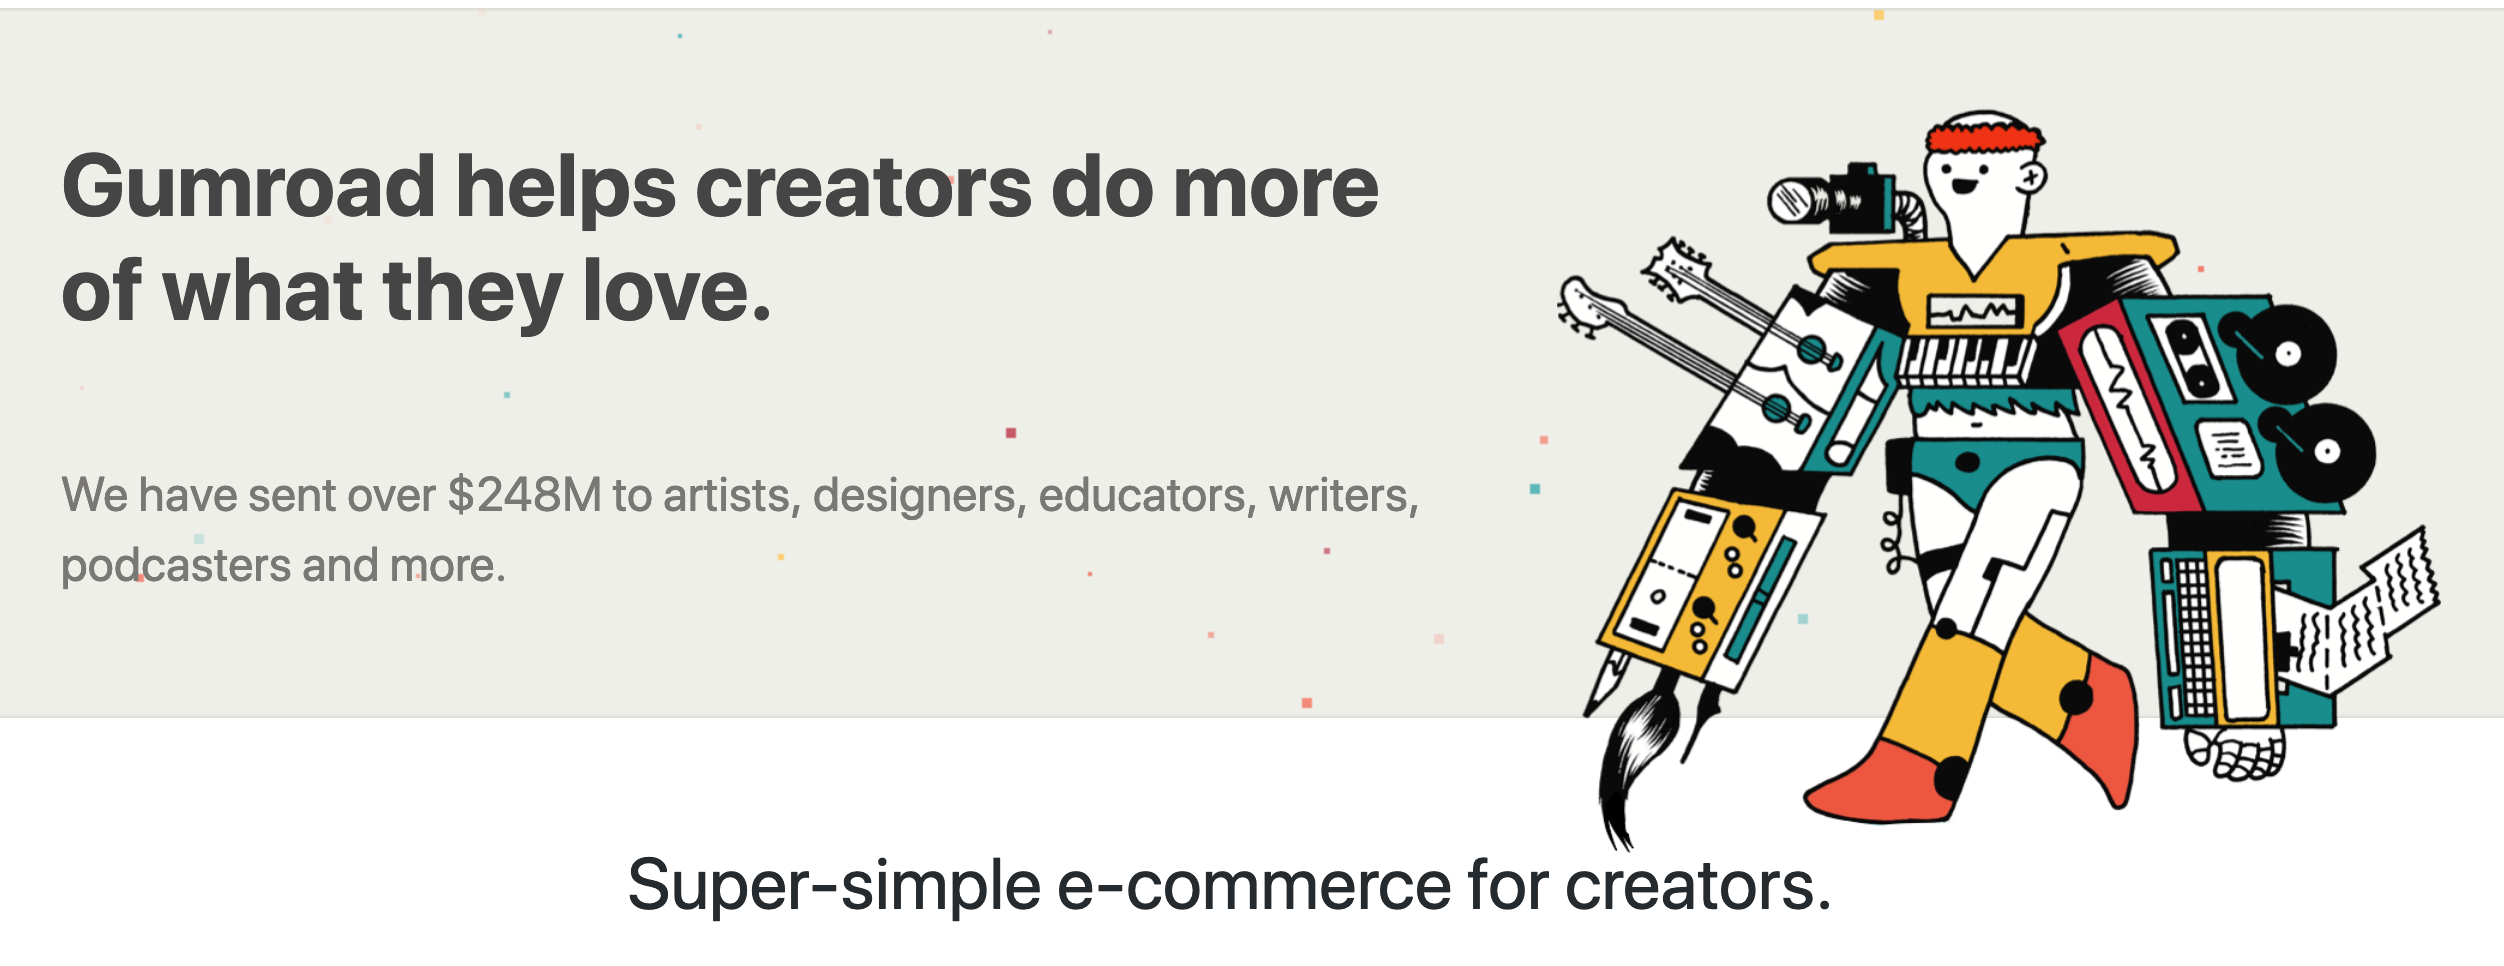 Gumroad helps creators do more
of what they love.
We have sent over $248M to artists, designers, educators, writers,
podcasters and more.
Super-simple e-commerce for creators.